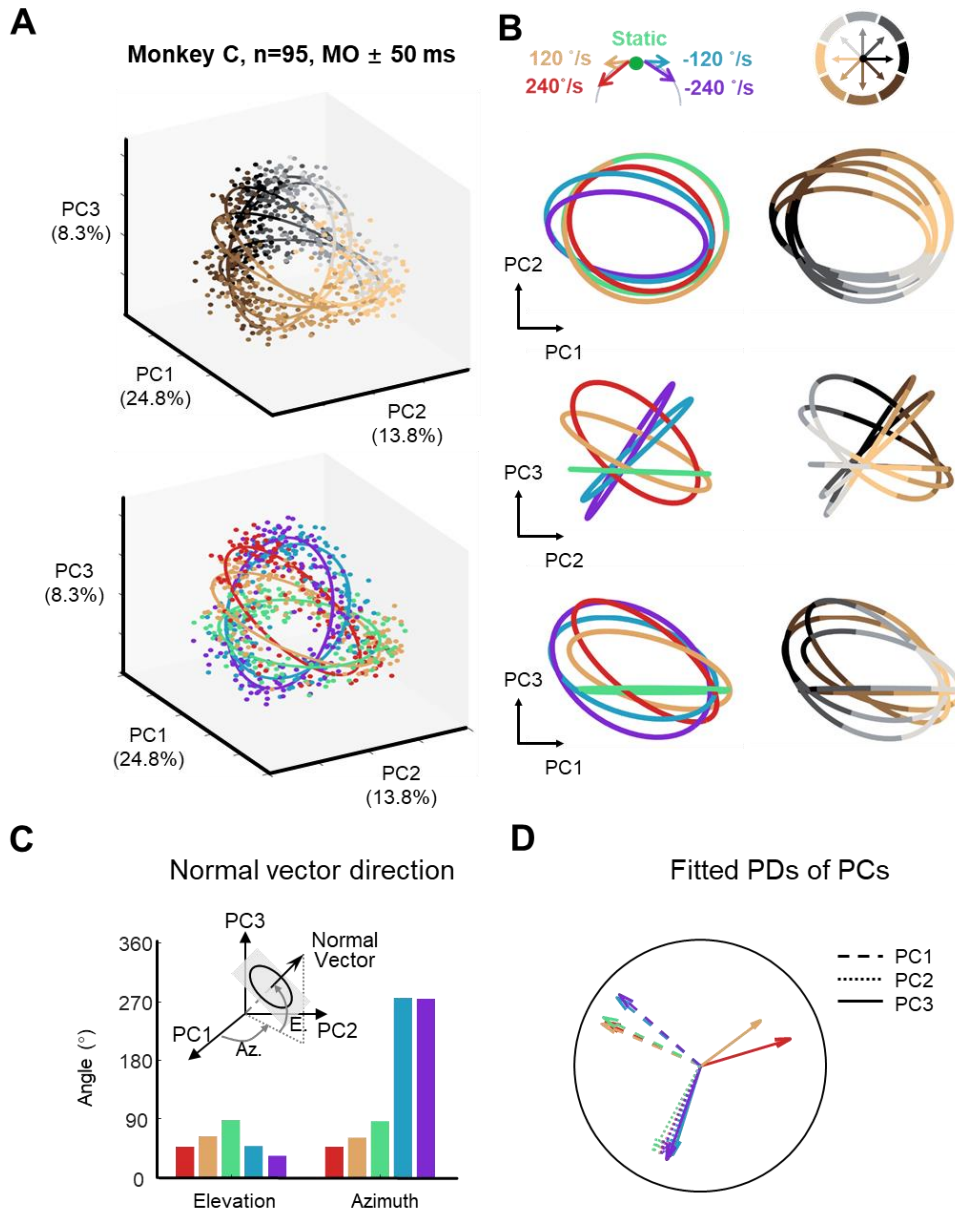 A
Monkey C, n=95, MO ± 50 ms
PC3
(8.3%)
PC1
(24.8%)
PC2
(13.8%)
PC3
(8.3%)
PC1
(24.8%)
PC2
(13.8%)
B
Static
120 °/s
-120 °/s
240°/s
-240 °/s
PC2
PC1
PC3
PC2
PC3
PC1
C
Normal vector direction
Angle (°)
360
270
180
90
0
PC3
Normal
Vector
PC1
PC2
E.
Az.
Elevation
Azimuth
D
Fitted PDs of PCs
PC1
PC2
PC3